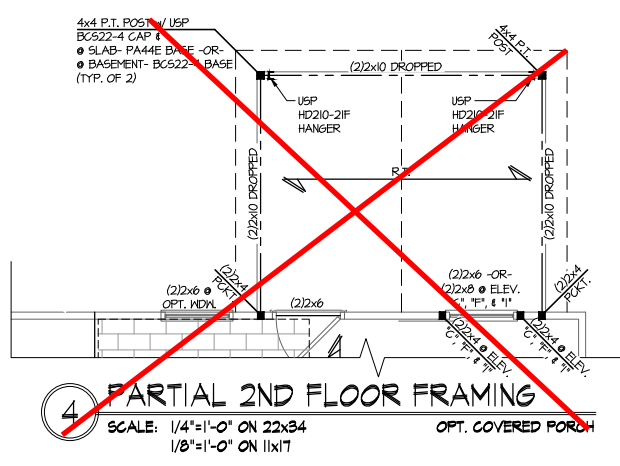 4x4 P.T. POST w/ USP
BCS22-4 CAP &
@ SLAB- PA44E BASE -OR-
@ BASEMENT- BCS22-4 BASE
(TYP. OF 2)
4x4 P.T.
POST
(2)2x10 DROPPED
USP
HD210-2IF
HANGER
USP
HD210-2IF
HANGER
(2)2x10 DROPPED
(2)2x10 DROPPED
R.T.
(2)2x4
PCKT.
(2)2x6 @
OPT. WDW.
(2)2x6
(2)2x6 -OR-
(2)2x8 @ ELEV.
"C", "F", & "I"
(2)2x4
PCKT.
(2)2x4 @ ELEV.
"C", "F", & "I"
(2)2x4 @ ELEV.
"C", "F", & "I"
4
PARTIAL 2ND FLOOR FRAMING
SCALE: 1/4"=1'-0" ON 22x34
1/8"=1'-0" ON 11x17
OPT. COVERED PORCH